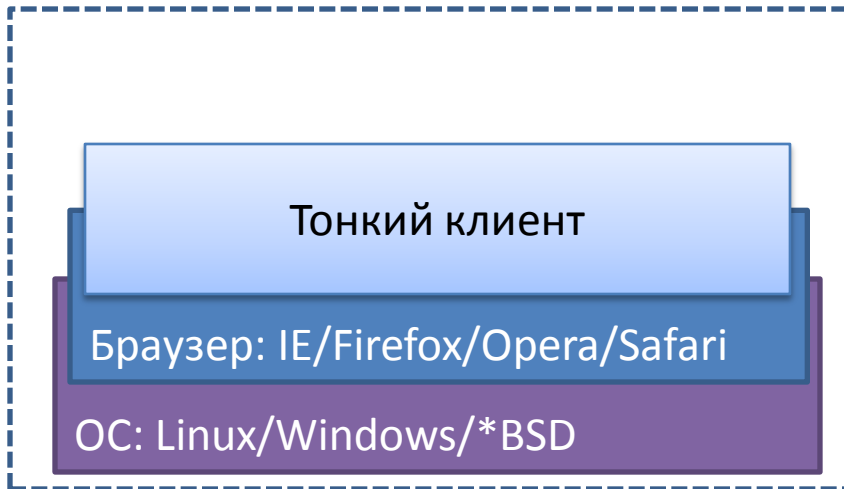 Тонкий клиент
Браузер: IE/Firefox/Opera/Safari
ОС: Linux/Windows/*BSD